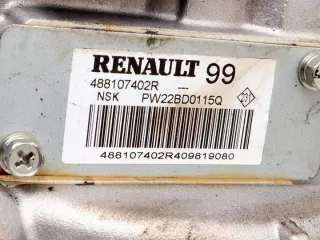 RENAULT 99
488107402R ---
NSK PW22BD0115Q
488107402R409819080